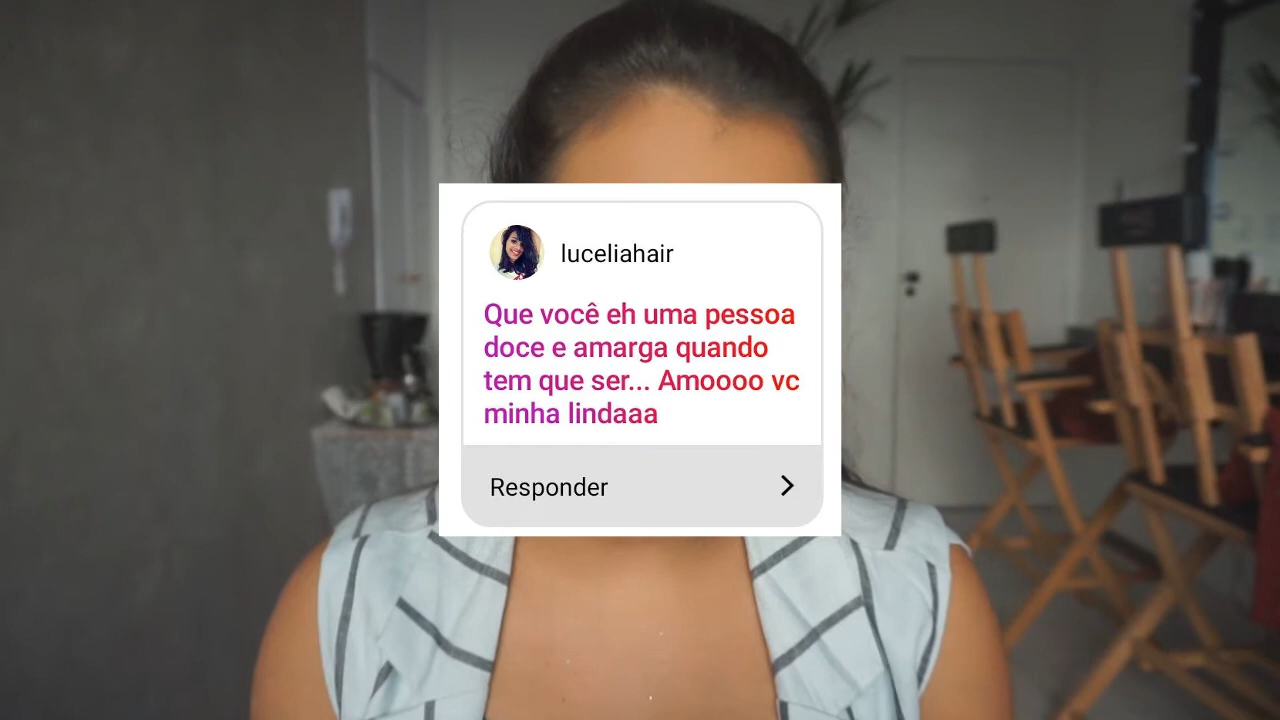 luceliahair
Que você eh uma pessoa
doce e amarga quando
tem que ser... Amoooo vc
minha lindaaa
Responder